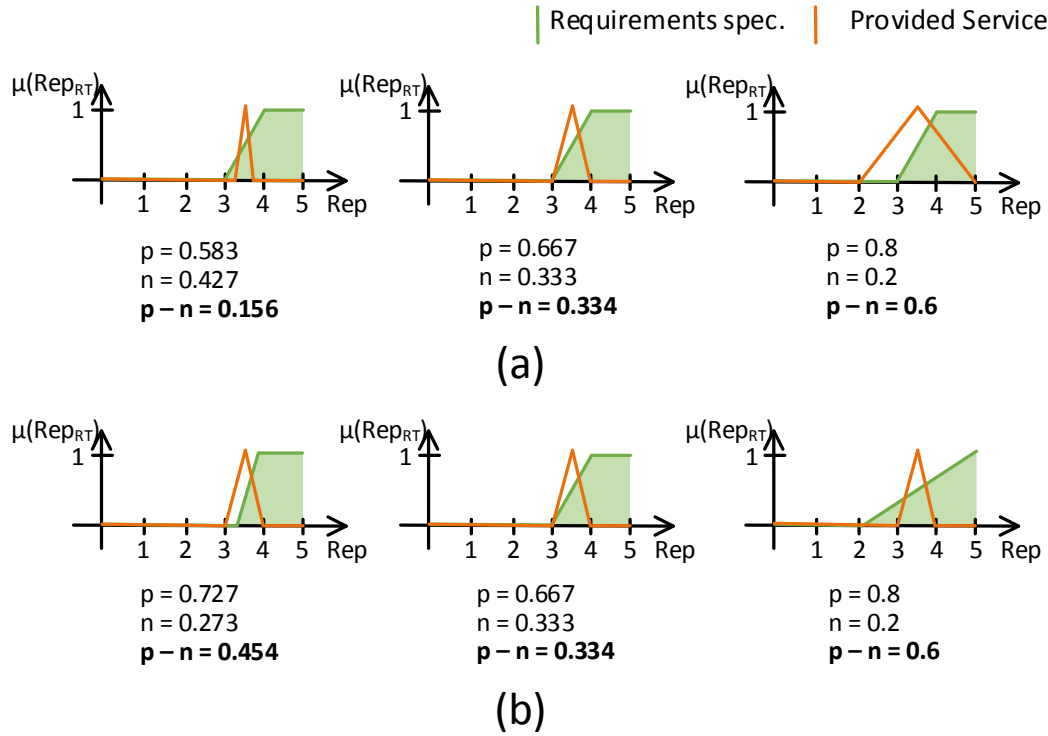 Requirements spec. Provided Service
μ(Rep_RT) μ(Rep_RT) μ(Rep_RT)
1 1 1
1 2 3 4 5 Rep 1 2 3 4 5 Rep 1 2 3 4 5 Rep
p = 0.583 p = 0.667 p = 0.8
n = 0.427 n = 0.333 n = 0.2
p – n = 0.156 p – n = 0.334 p – n = 0.6
(a)
μ(Rep_RT) μ(Rep_RT) μ(Rep_RT)
1 1 1
1 2 3 4 5 Rep 1 2 3 4 5 Rep 1 2 3 4 5 Rep
p = 0.727 p = 0.667 p = 0.8
n = 0.273 n = 0.333 n = 0.2
p – n = 0.454 p – n = 0.334 p – n = 0.6
(b)